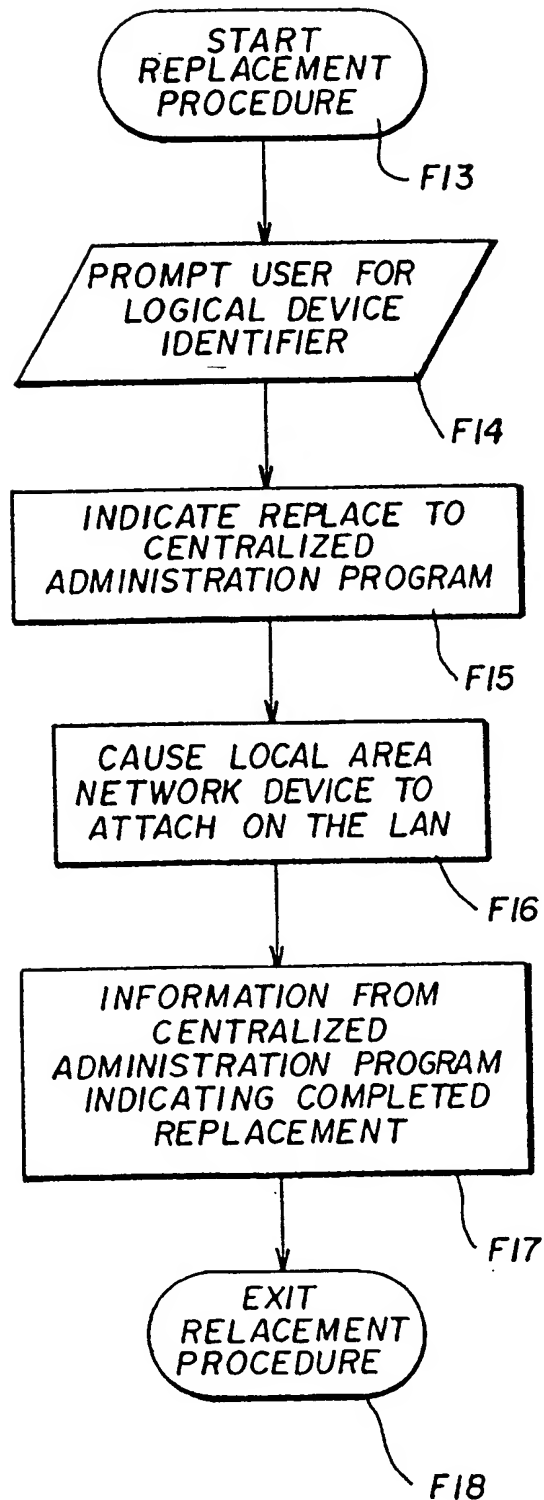 START
REPLACEMENT
PROCEDURE
F13
PROMPT USER FOR
LOGICAL DEVICE
IDENTIFIER
F14
INDICATE REPLACE TO
CENTRALIZED
ADMINISTRATION PROGRAM
F15
CAUSE LOCAL AREA
NETWORK DEVICE TO
ATTACH ON THE LAN
F16
INFORMATION FROM
CENTRALIZED
ADMINISTRATION PROGRAM
INDICATING COMPLETED
REPLACEMENT
F17
EXIT
RELACEMENT
PROCEDURE
F18